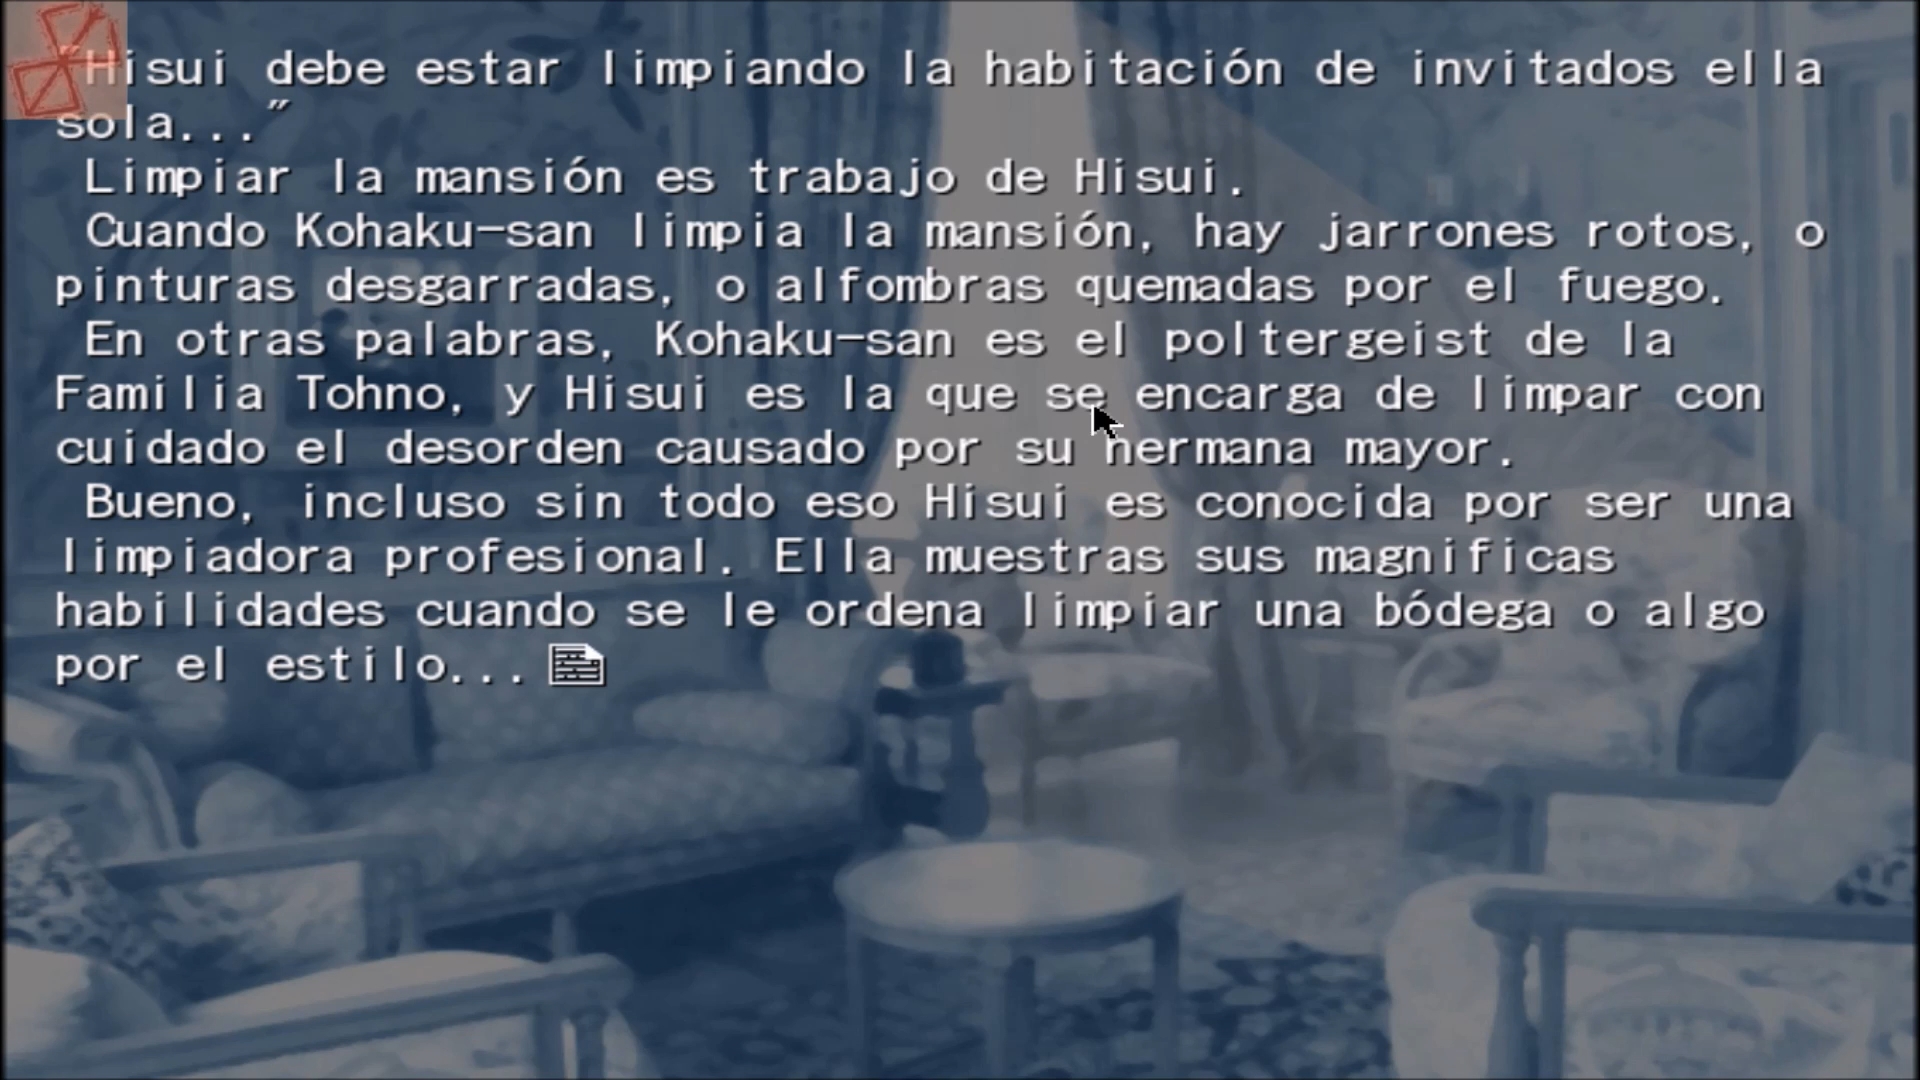 "Hisui debe estar limpiando la habitación de invitados ella
sola..."
Limpiar la mansión es trabajo de Hisui.
Cuando Kohaku-san limpia la mansión, hay jarrones rotos, o
pinturas desgarradas, o alfombras quemadas por el fuego.
En otras palabras, Kohaku-san es el poltergeist de la
Familia Tohno, y Hisui es la que se encarga de limpar con
cuidado el desorden causado por su hermana mayor.
Bueno, incluso sin todo eso Hisui es conocida por ser una
limpiadora profesional. Ella muestras sus magnificas
habilidades cuando se le ordena limpiar una bódega o algo
por el estilo...